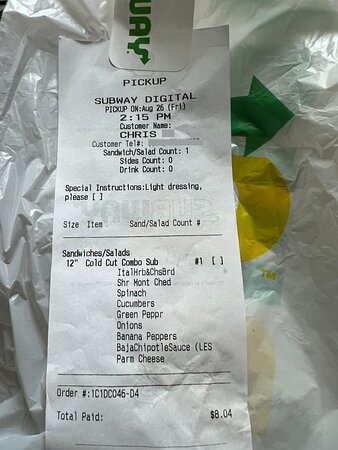 WAY
PICKUP
SUBWAY DIGITAL
PICKUP ON:Aug 26 (Fri)
2:15 PM
Customer Name:
CHRIS
Customer Tel#:
Sandwich/Salad Count: 1
Sides Count: 0
Drink Count: 0
Special Instructions:Light dressing,
please [ ]
Size Item Sand/Salad Count #
Sandwiches/Salads
12" Cold Cut Combo Sub #1 [ ]
ItalHrb&ChsBrd
Shr Mont Ched
Spinach
Cucumbers
Green Peppr
Onions
Banana Peppers
BajaChipotleSauce (LES
Parm Cheese
Order #:1C1DC046-D4
Total Paid: $8.04
TM